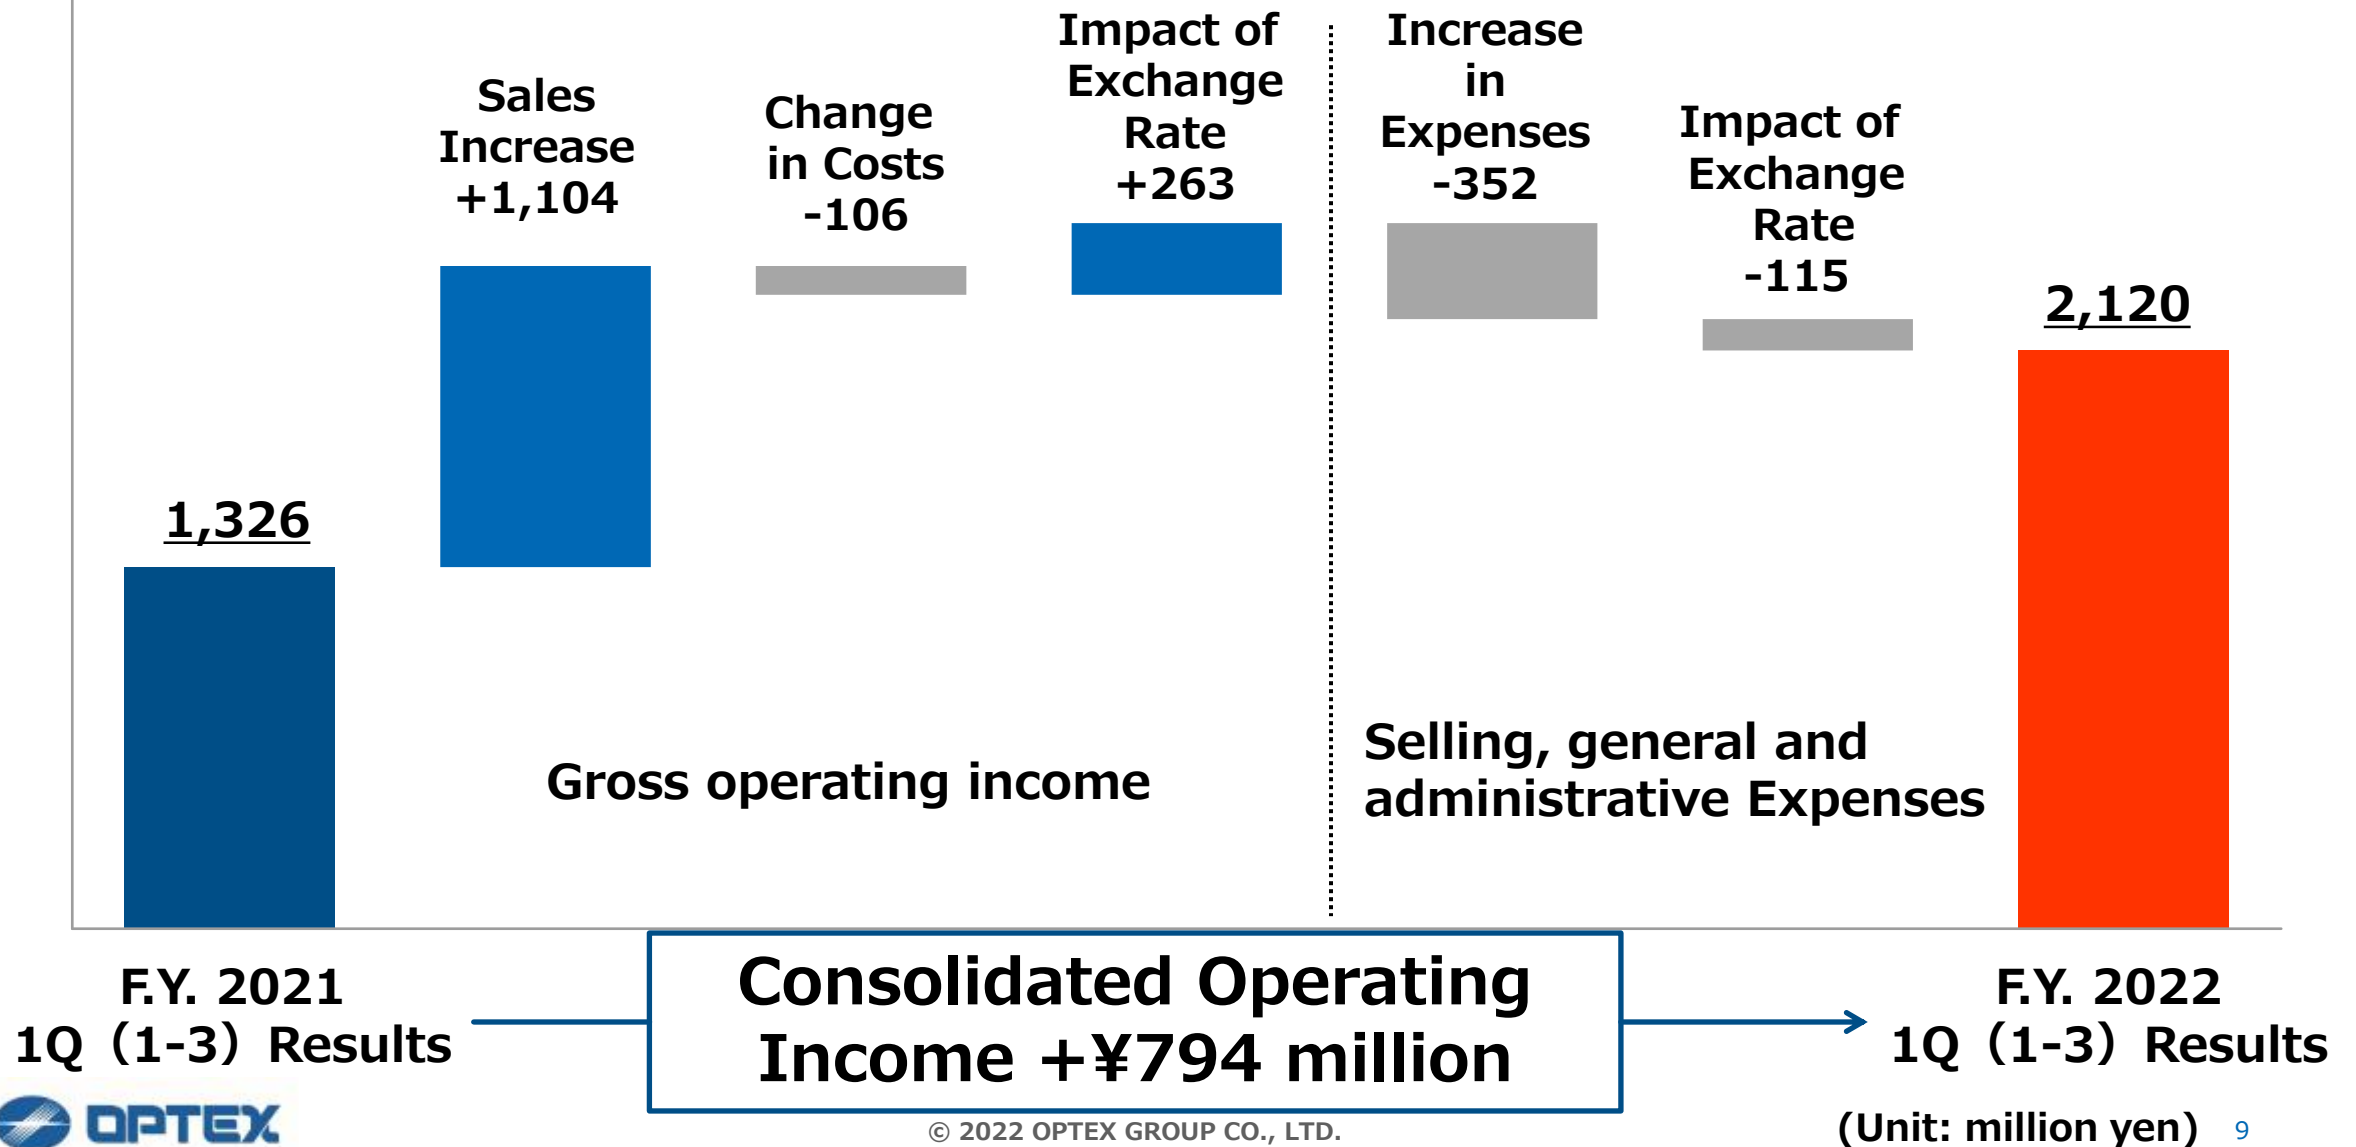 Sales
Increase
+1,104
Change
in Costs
-106
Impact of
Exchange
Rate
+263
Increase
in
Expenses
-352
Impact of
Exchange
Rate
-115
1,326
2,120
Gross operating income
Selling, general and
administrative Expenses
F.Y. 2021
1Q（1-3）Results
Consolidated Operating
Income +¥794 million
F.Y. 2022
1Q（1-3）Results
OPTEX
© 2022 OPTEX GROUP CO., LTD.
(Unit: million yen)
9